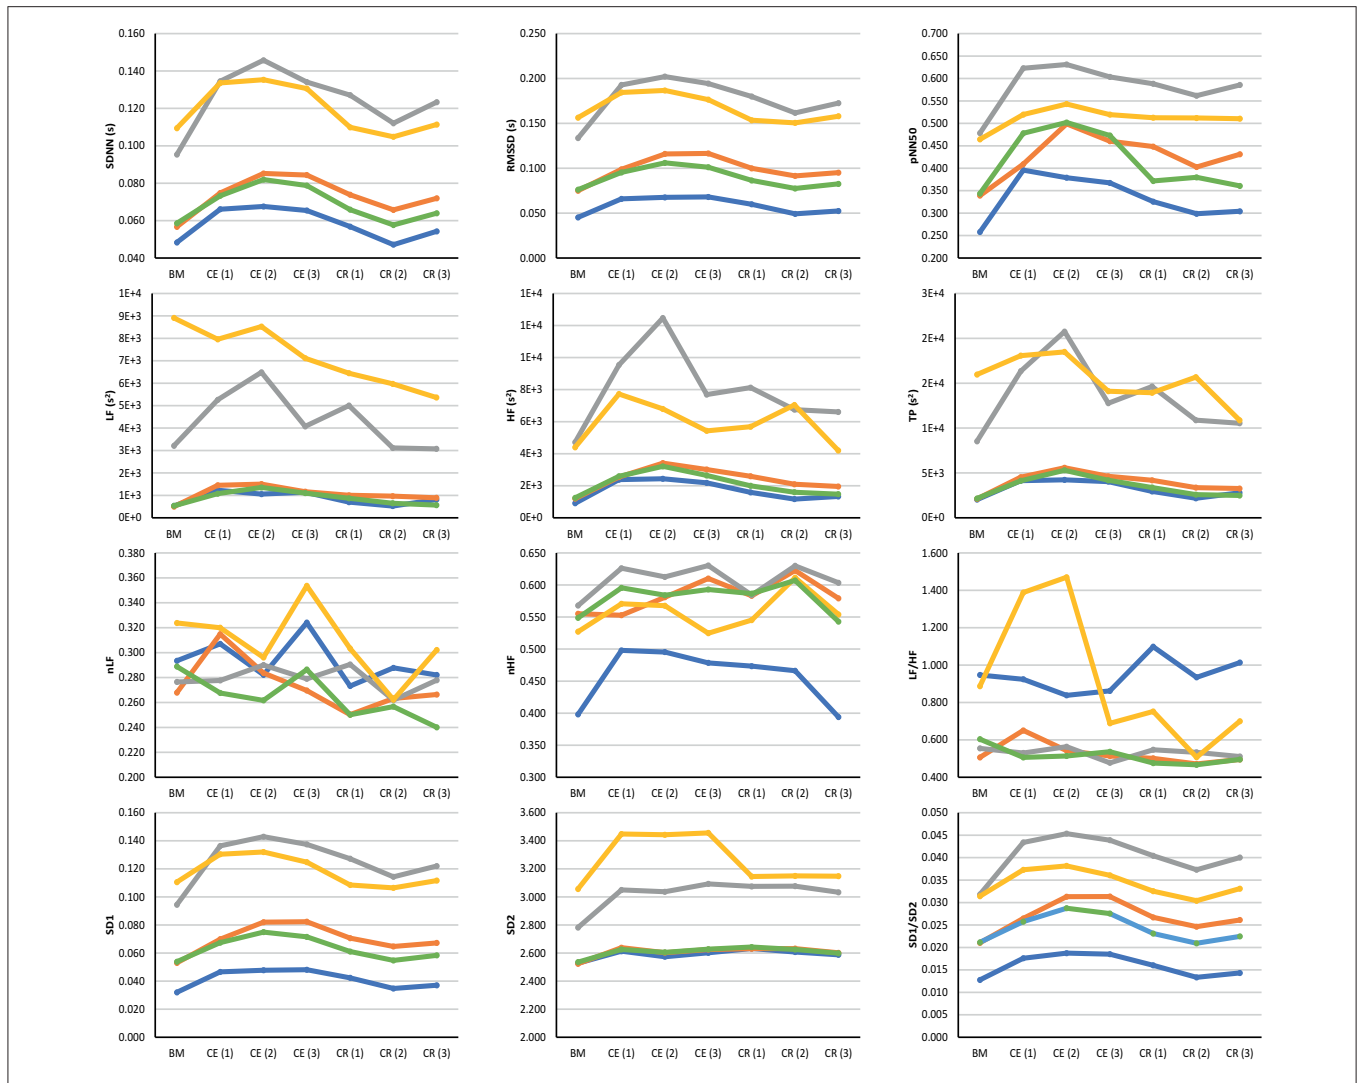 0.160
0.140
0.120
0.100
0.080
0.060
0.040
SDNN (s)
BM CE (1) CE (2) CE (3) CR (1) CR (2) CR (3)
0.250
0.200
0.150
0.100
0.050
0.000
RMSSD (s)
BM CE (1) CE (2) CE (3) CR (1) CR (2) CR (3)
0.700
0.650
0.600
0.550
0.500
0.450
0.400
0.350
0.300
0.250
0.200
pNN50
BM CE (1) CE (2) CE (3) CR (1) CR (2) CR (3)
1E+4
9E+3
8E+3
7E+3
6E+3
5E+3
4E+3
3E+3
2E+3
1E+3
0E+0
LF (s²)
BM CE (1) CE (2) CE (3) CR (1) CR (2) CR (3)
1E+4
1E+4
1E+4
8E+3
6E+3
4E+3
2E+3
0E+0
HF (s²)
BM CE (1) CE (2) CE (3) CR (1) CR (2) CR (3)
3E+4
2E+4
2E+4
1E+4
5E+3
0E+0
TP (s²)
BM CE (1) CE (2) CE (3) CR (1) CR (2) CR (3)
0.380
0.360
0.340
0.320
0.300
0.280
0.260
0.240
0.220
0.200
nLF
BM CE (1) CE (2) CE (3) CR (1) CR (2) CR (3)
0.650
0.600
0.550
0.500
0.450
0.400
0.350
0.300
nHF
BM CE (1) CE (2) CE (3) CR (1) CR (2) CR (3)
1.600
1.400
1.200
1.000
0.800
0.600
0.400
LF/HF
BM CE (1) CE (2) CE (3) CR (1) CR (2) CR (3)
0.160
0.140
0.120
0.100
0.080
0.060
0.040
0.020
0.000
SD1
BM CE (1) CE (2) CE (3) CR (1) CR (2) CR (3)
3.600
3.400
3.200
3.000
2.800
2.600
2.400
2.200
2.000
SD2
BM CE (1) CE (2) CE (3) CR (1) CR (2) CR (3)
0.050
0.045
0.040
0.035
0.030
0.025
0.020
0.015
0.010
0.005
0.000
SD1/SD2
BM CE (1) CE (2) CE (3) CR (1) CR (2) CR (3)